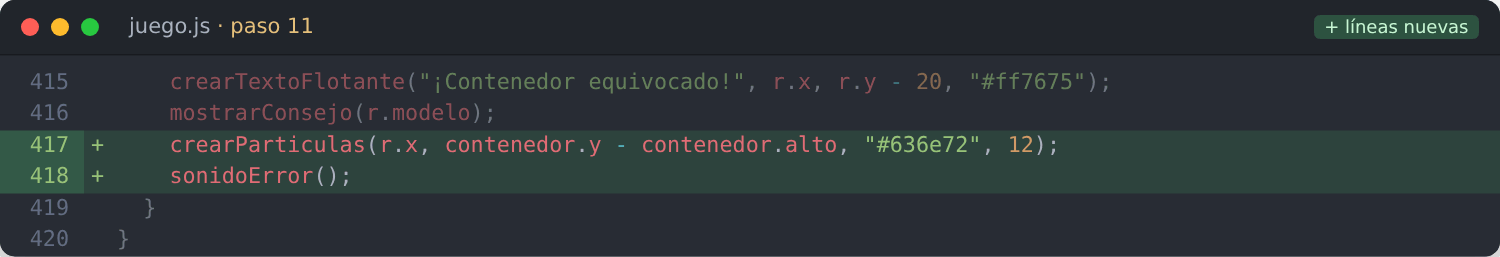 juego.js · paso 11
+ líneas nuevas
415 crearTextoFlotante("¡Contenedor equivocado!", r.x, r.y - 20, "#ff7675");
416 mostrarConsejo(r.modelo);
417 + crearParticulas(r.x, contenedor.y - contenedor.alto, "#636e72", 12);
418 + sonidoError();
419 }
420 }